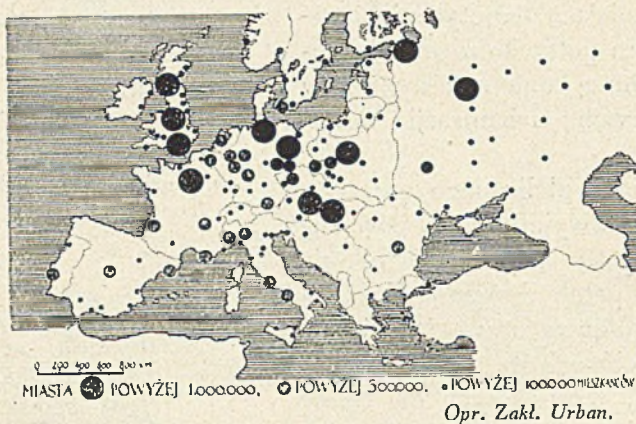 0 200 400 600 800 KM
MIASTA POWYŻEJ 1.000.000, POWYŻEJ 500000, POWYŻEJ 100000 MIESZKAŃCÓW
Opr. Zakł. Urban.